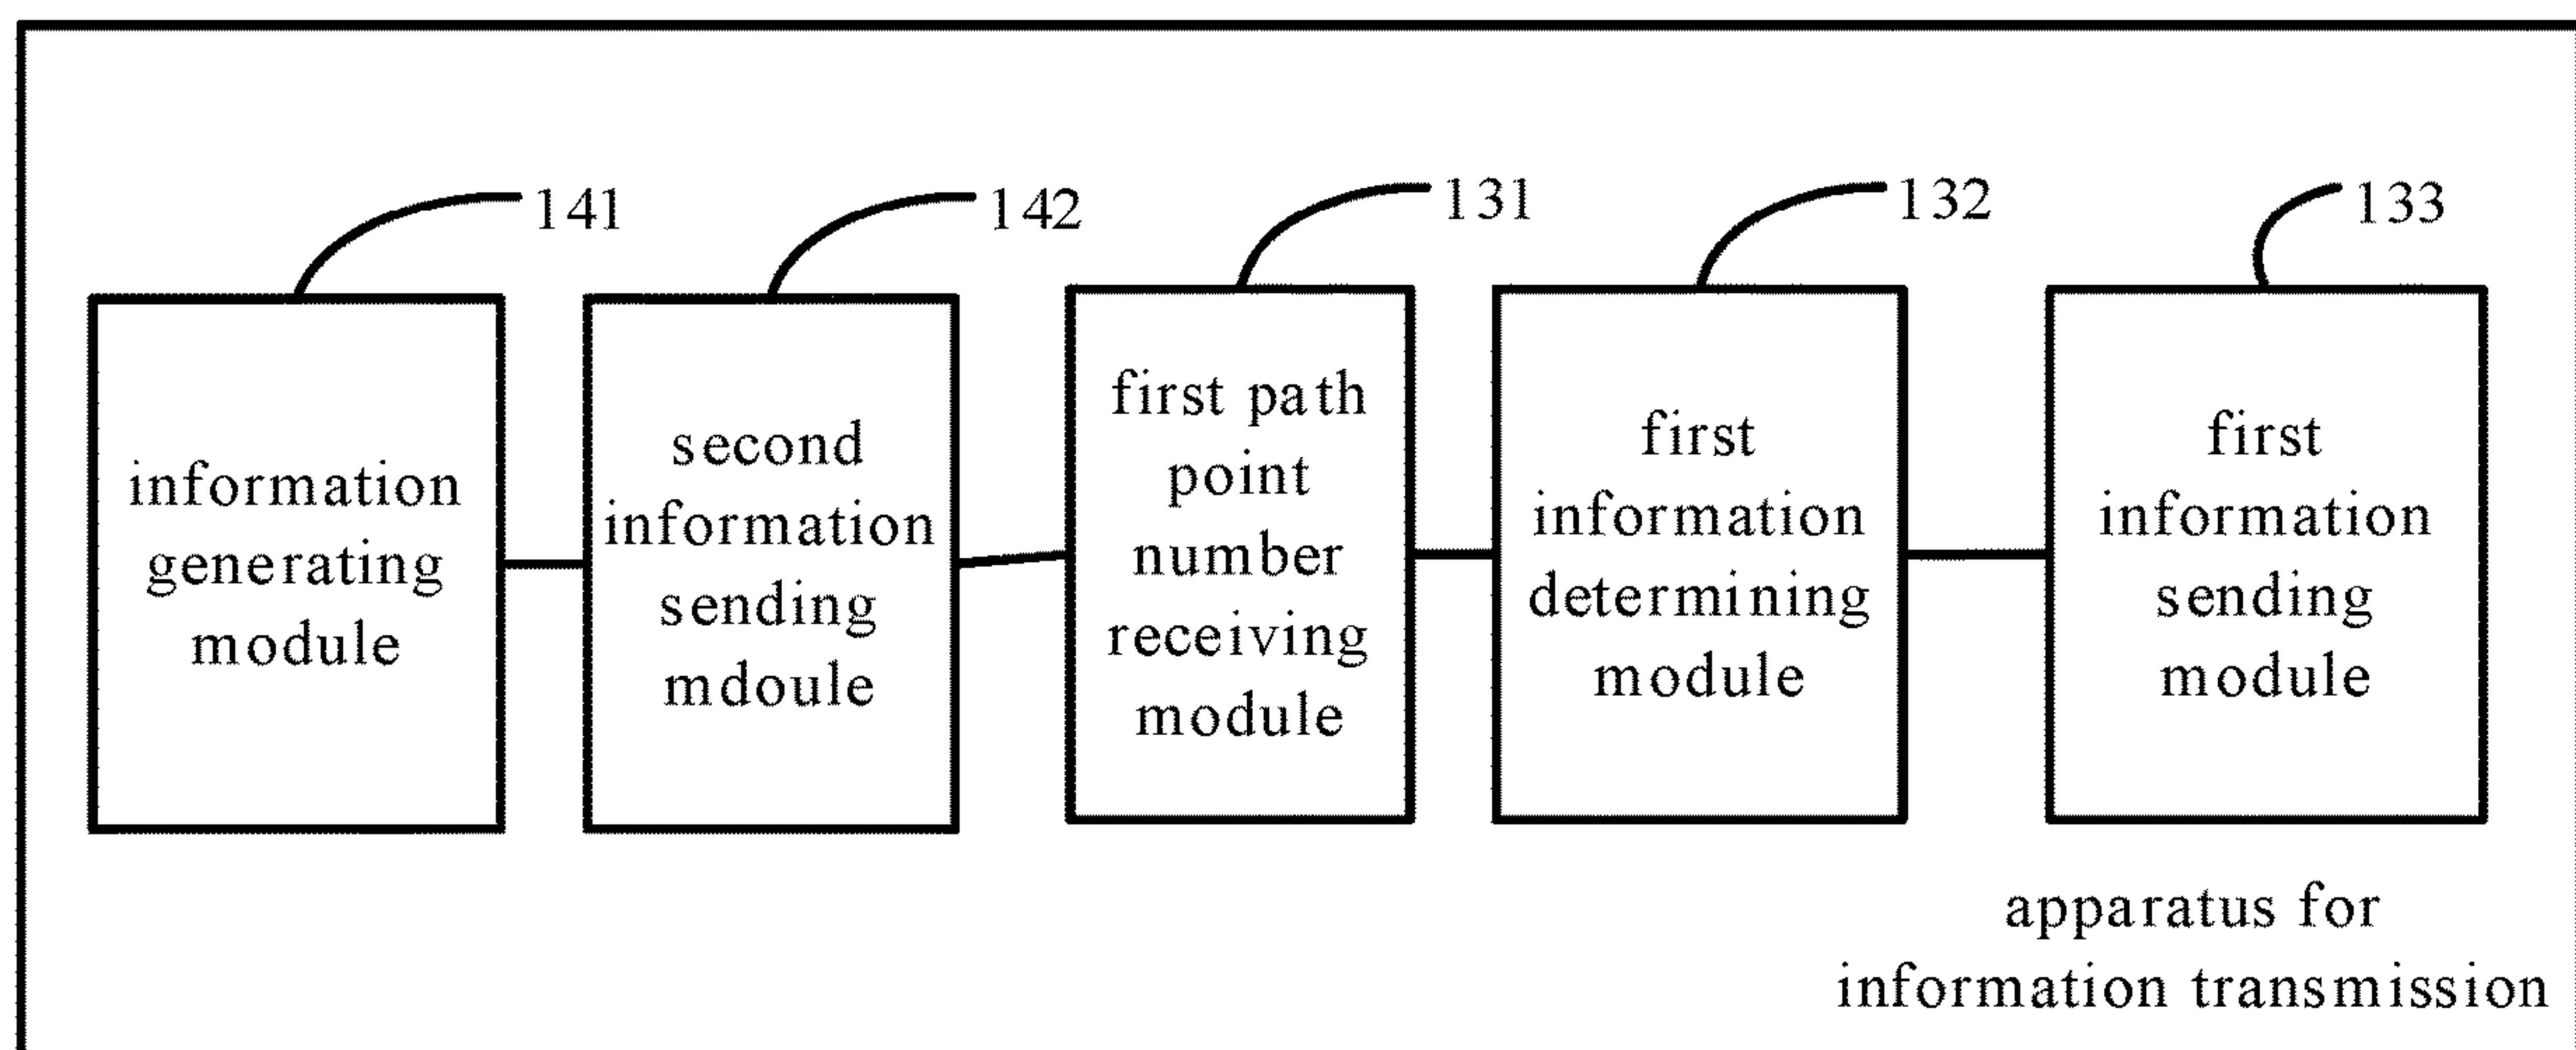 141
142
131
132
133
information
generating
module
second
information
sending
mdoule
first path
point
number
receiving
module
first
information
determining
module
first
information
sending
module
apparatus for
information transmission